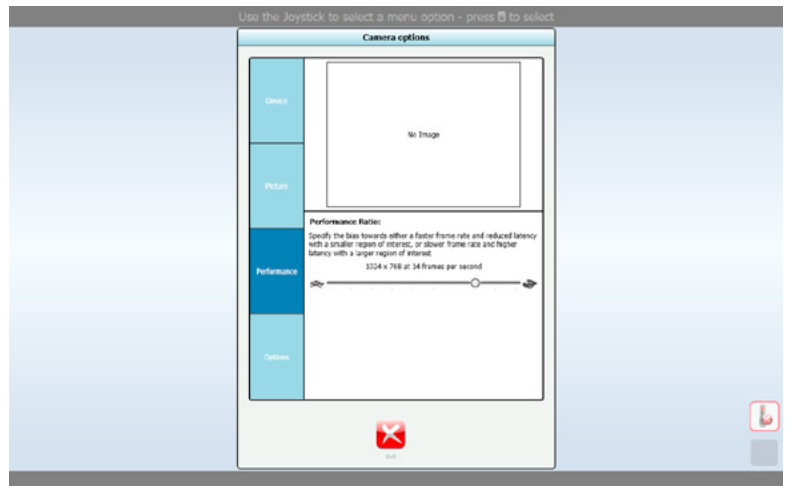 Use the Joystick to select a menu option - press to select
Camera options
Device
Picture
Performance
Options
No Image
Performance Ratio:
Specify the bias towards either a faster frame rate and reduced latency
with a smaller region of interest, or slower frame rate and higher
latency with a larger region of interest
1024 x 768 at 14 frames per second
Exit